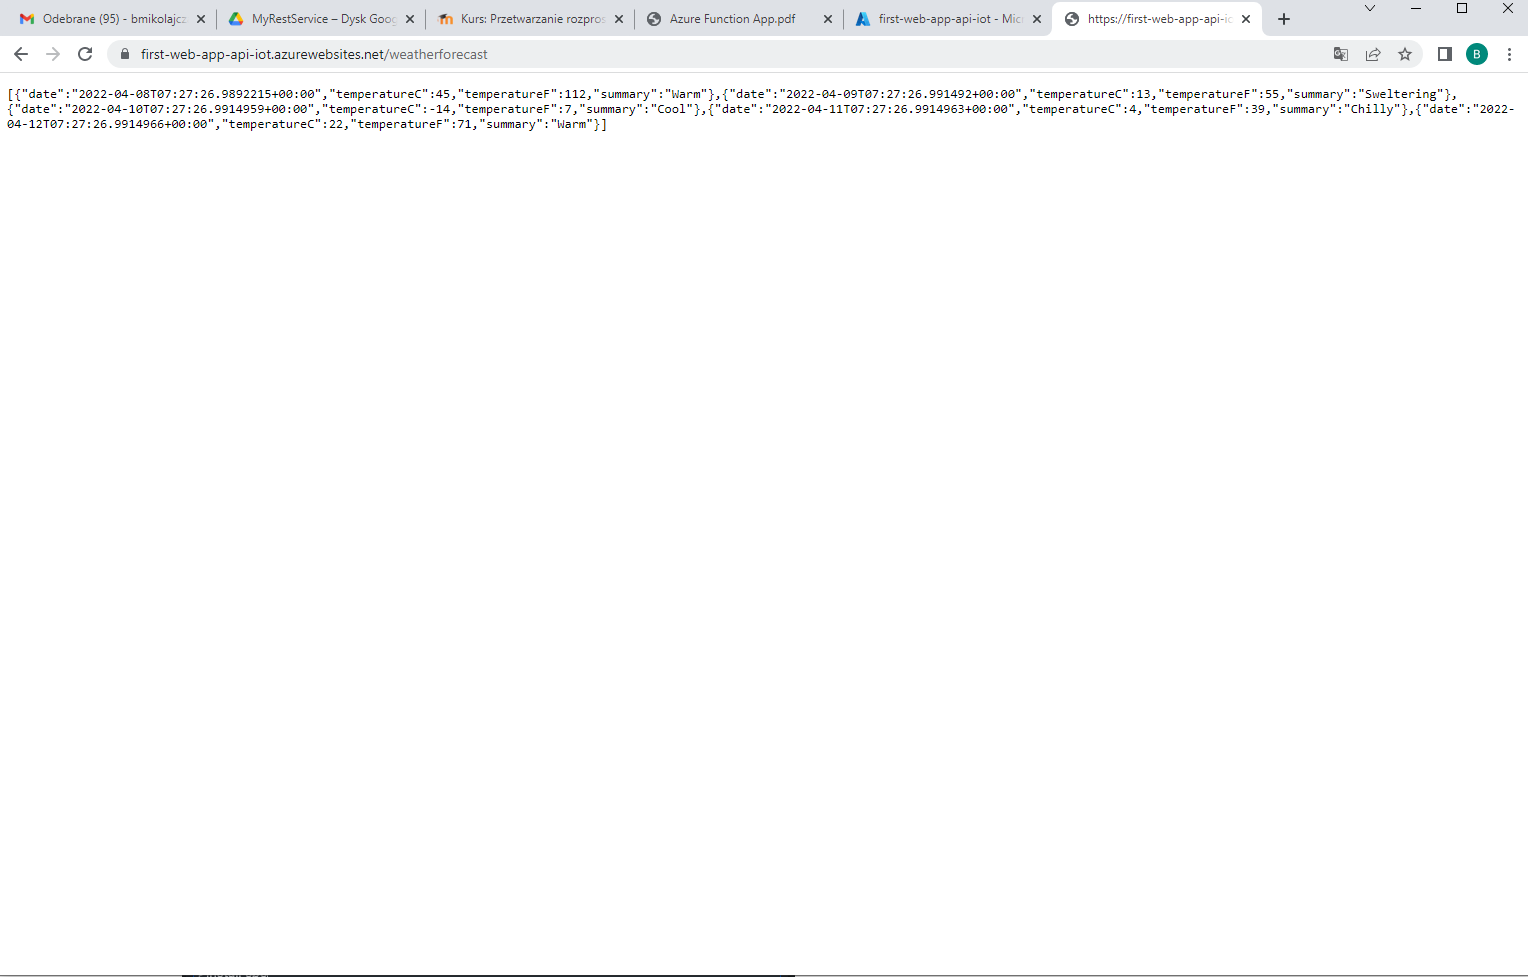 Odebrane (95) - bmikolajcz
MyRestService – Dysk Goog
Kurs: Przetwarzanie rozpros
Azure Function App.pdf
first-web-app-api-iot - Micr
https://first-web-app-api-io
first-web-app-api-iot.azurewebsites.net/weatherforecast
B
[{"date":"2022-04-08T07:27:26.9892215+00:00","temperatureC":45,"temperatureF":112,"summary":"Warm"},{"date":"2022-04-09T07:27:26.991492+00:00","temperatureC":13,"temperatureF":55,"summary":"Sweltering"},
{"date":"2022-04-10T07:27:26.9914959+00:00","temperatureC":-14,"temperatureF":7,"summary":"Cool"},{"date":"2022-04-11T07:27:26.9914963+00:00","temperatureC":4,"temperatureF":39,"summary":"Chilly"},{"date":"2022-
04-12T07:27:26.9914966+00:00","temperatureC":22,"temperatureF":71,"summary":"Warm"}]